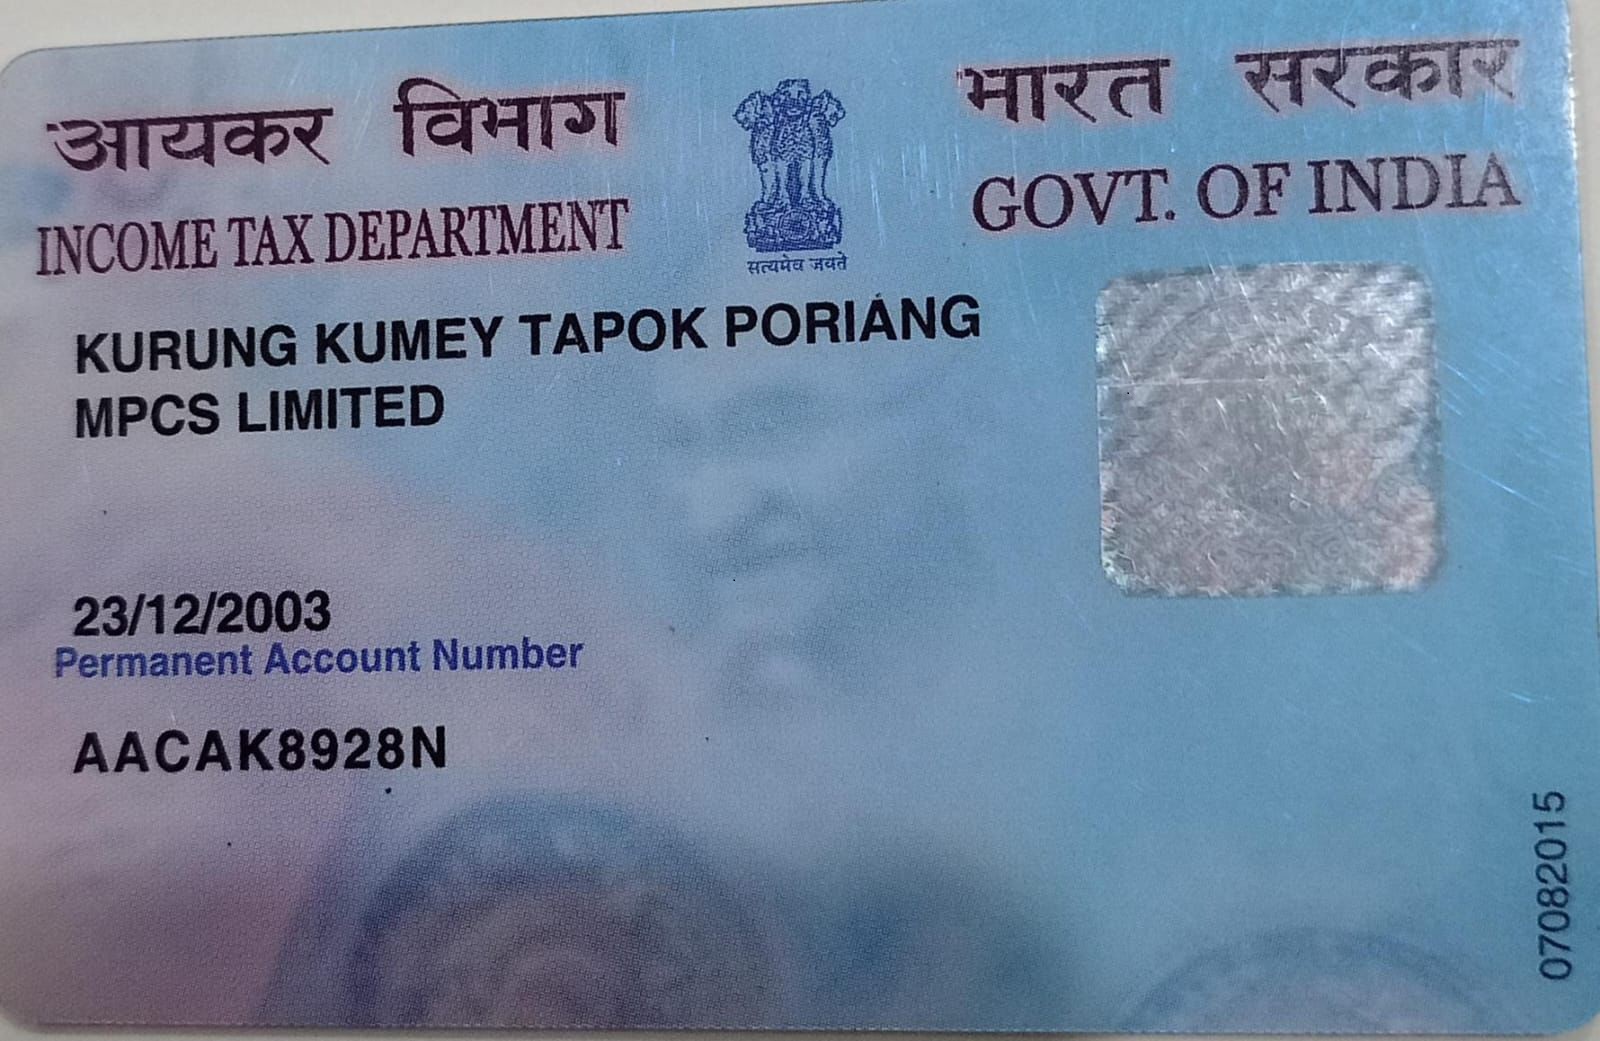 आयकर विभाग
INCOME TAX DEPARTMENT
सत्यमेव जयते
भारत सरकार
GOVT. OF INDIA
KURUNG KUMEY TAPOK PORIANG
MPCS LIMITED
23/12/2003
Permanent Account Number
AACAK8928N
07082015